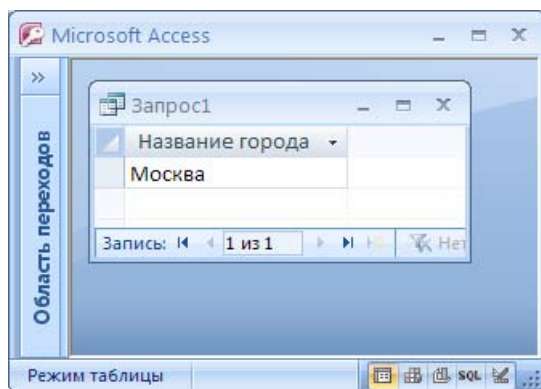 Microsoft Access
Область переходов
Запрос1
Название города
Москва
Запись: 1 из 1 Нет
Режим таблицы SQL